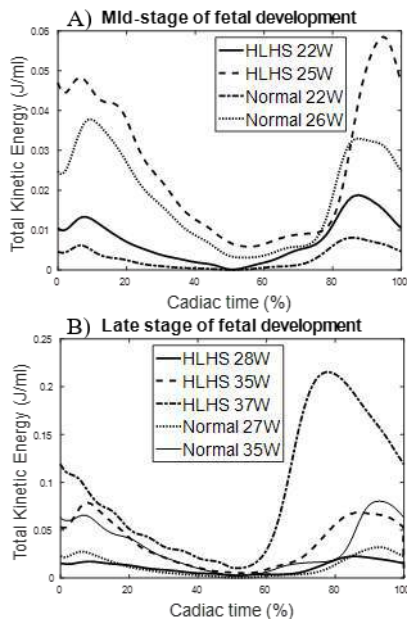 A) Mid-stage of fetal development
HLHS 22W
HLHS 25W
Normal 22W
Normal 26W
Total Kinetic Energy (J/ml)
0.06
0.05
0.04
0.03
0.02
0.01
0
0 20 40 60 80 100
Cadiac time (%)
B) Late stage of fetal development
HLHS 28W
HLHS 35W
HLHS 37W
Normal 27W
Normal 35W
Total Kinetic Energy (J/ml)
0.25
0.2
0.15
0.1
0.05
0
0 20 40 60 80 100
Cadiac time (%)